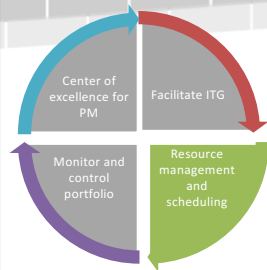 Center of
excellence for
PM
Facilitate ITG
Monitor and
control
portfolio
Resource
management
and
scheduling